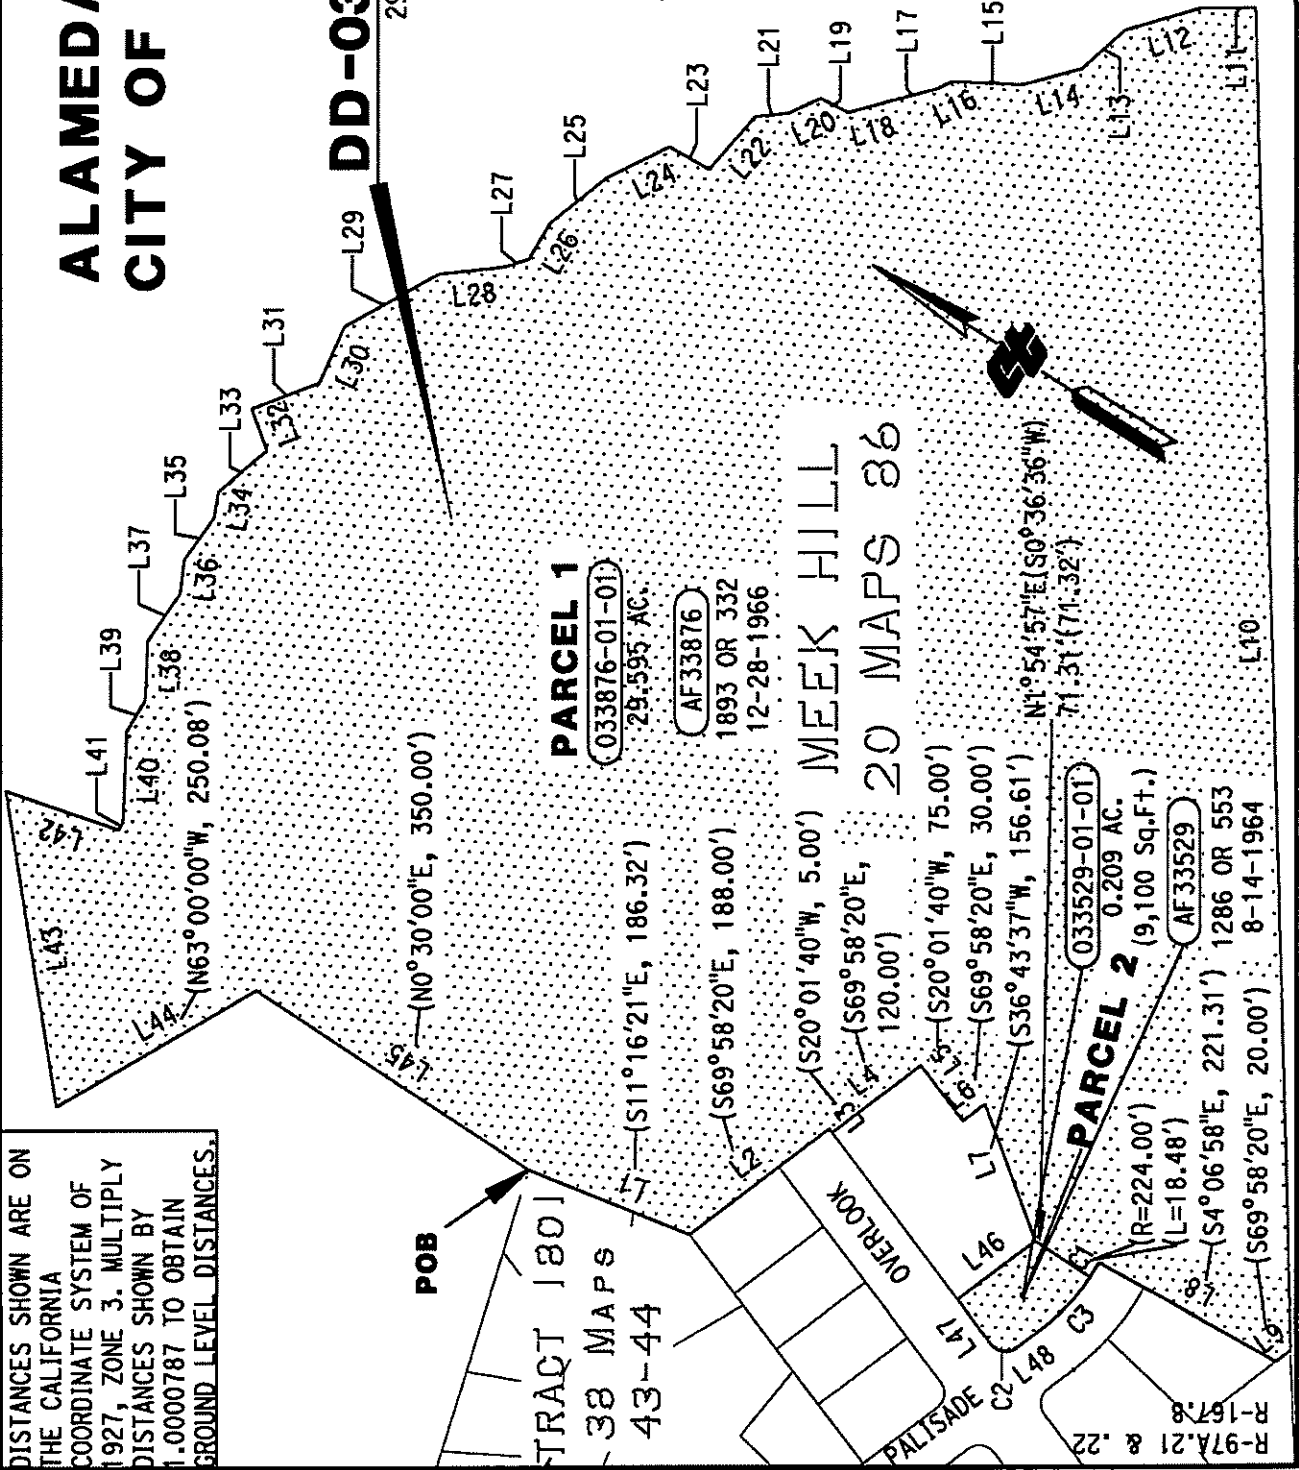 DISTANCES SHOWN ARE ON
THE CALIFORNIA
COORDINATE SYSTEM OF
1927, ZONE 3. MULTIPLY
DISTANCES SHOWN BY
1.0000787 TO OBTAIN
GROUND LEVEL DISTANCES.
ALAMEDA
CITY OF
DD-03
29
L43
L42
L41
L40
L39
L38
L37
L36
L35
L34
L33
L32
L31
L30
L29
L28
L27
L26
L25
L24
L23
L22
L21
L20
L19
L18
L17
L16
L15
L14
L13
L12
L11
L10
L44
(N63°00'00"W, 250.08')
L45
(N0°30'00"E, 350.00')
POB
L1
(S11°16'21"E, 186.32')
L2
(S69°58'20"E, 188.00')
L3
(S20°01'40"W, 5.00')
L4
(S69°58'20"E,
120.00')
L5
(S20°01'40"W, 75.00')
L6
(S69°58'20"E, 30.00')
L7
(S36°43'37"W, 156.61')
N1°54'57"E(S0°36'36"W)
71.31'(71.32')
PARCEL 1
033876-01-01
29.595 AC.
AF33876
1893 OR 332
12-28-1966
MEEK HILL
20 MAPS 86
TRACT 1801
38 MAPS
43-44
OVERLOOK
PALISADE
L46
L47
L48
C1
C2
C3
PARCEL 2
033529-01-01
0.209 AC.
(9,100 Sq.Ft.)
AF33529
1286 OR 553
8-14-1964
(R=224.00')
(L=18.48')
L8
(S4°06'58"E, 221.31')
L9
(S69°58'20"E, 20.00')
R-97A.21 & .22
R-167.8